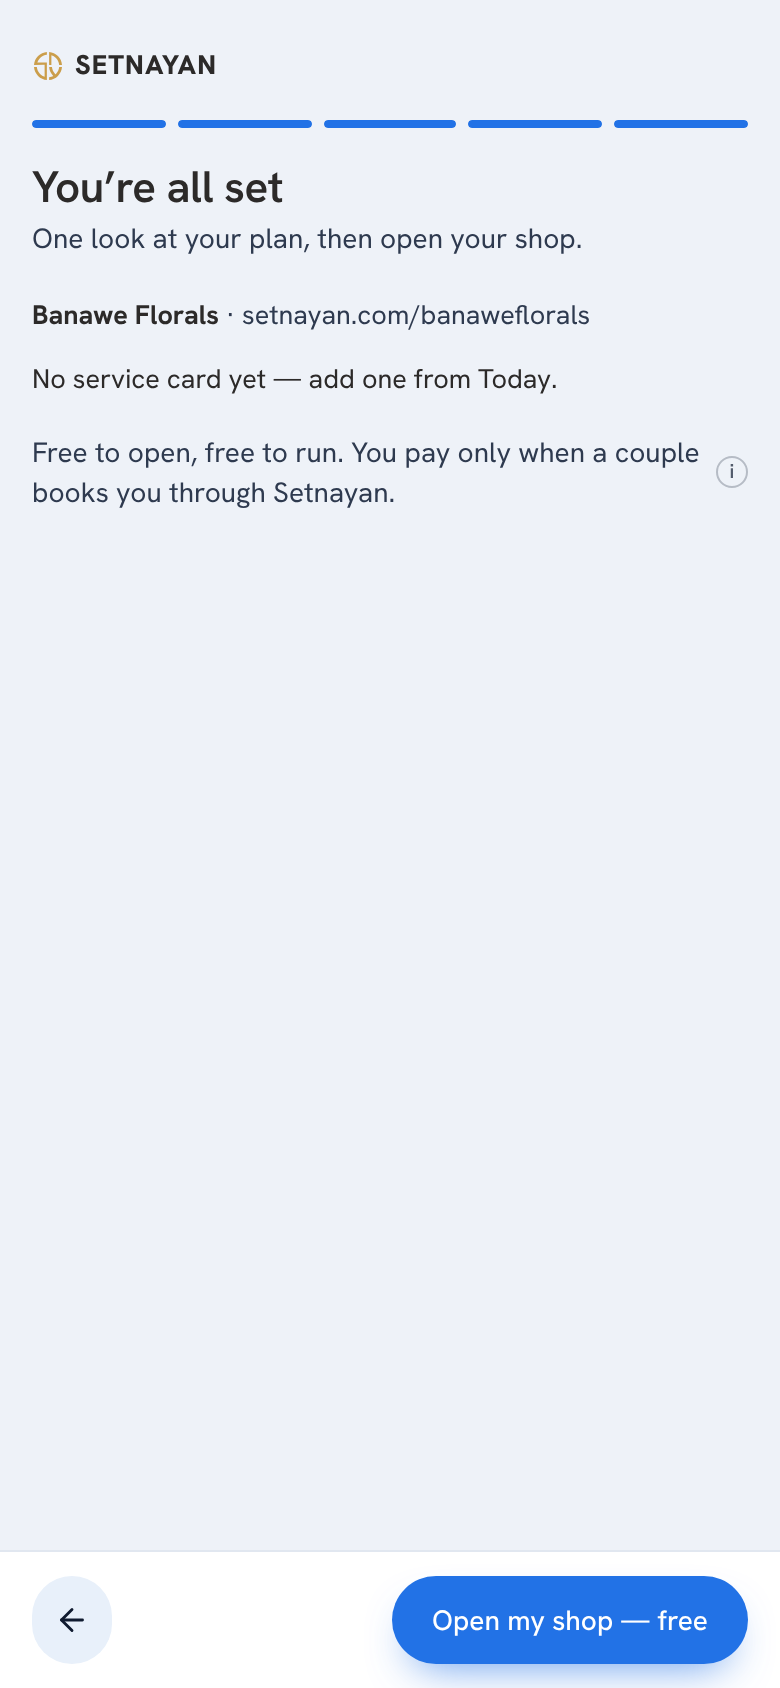 SETNAYAN
You’re all set
One look at your plan, then open your shop.
Banawe Florals · setnayan.com/banaweflorals
No service card yet — add one from Today.
Free to open, free to run. You pay only when a couple
books you through Setnayan.
i
Open my shop — free